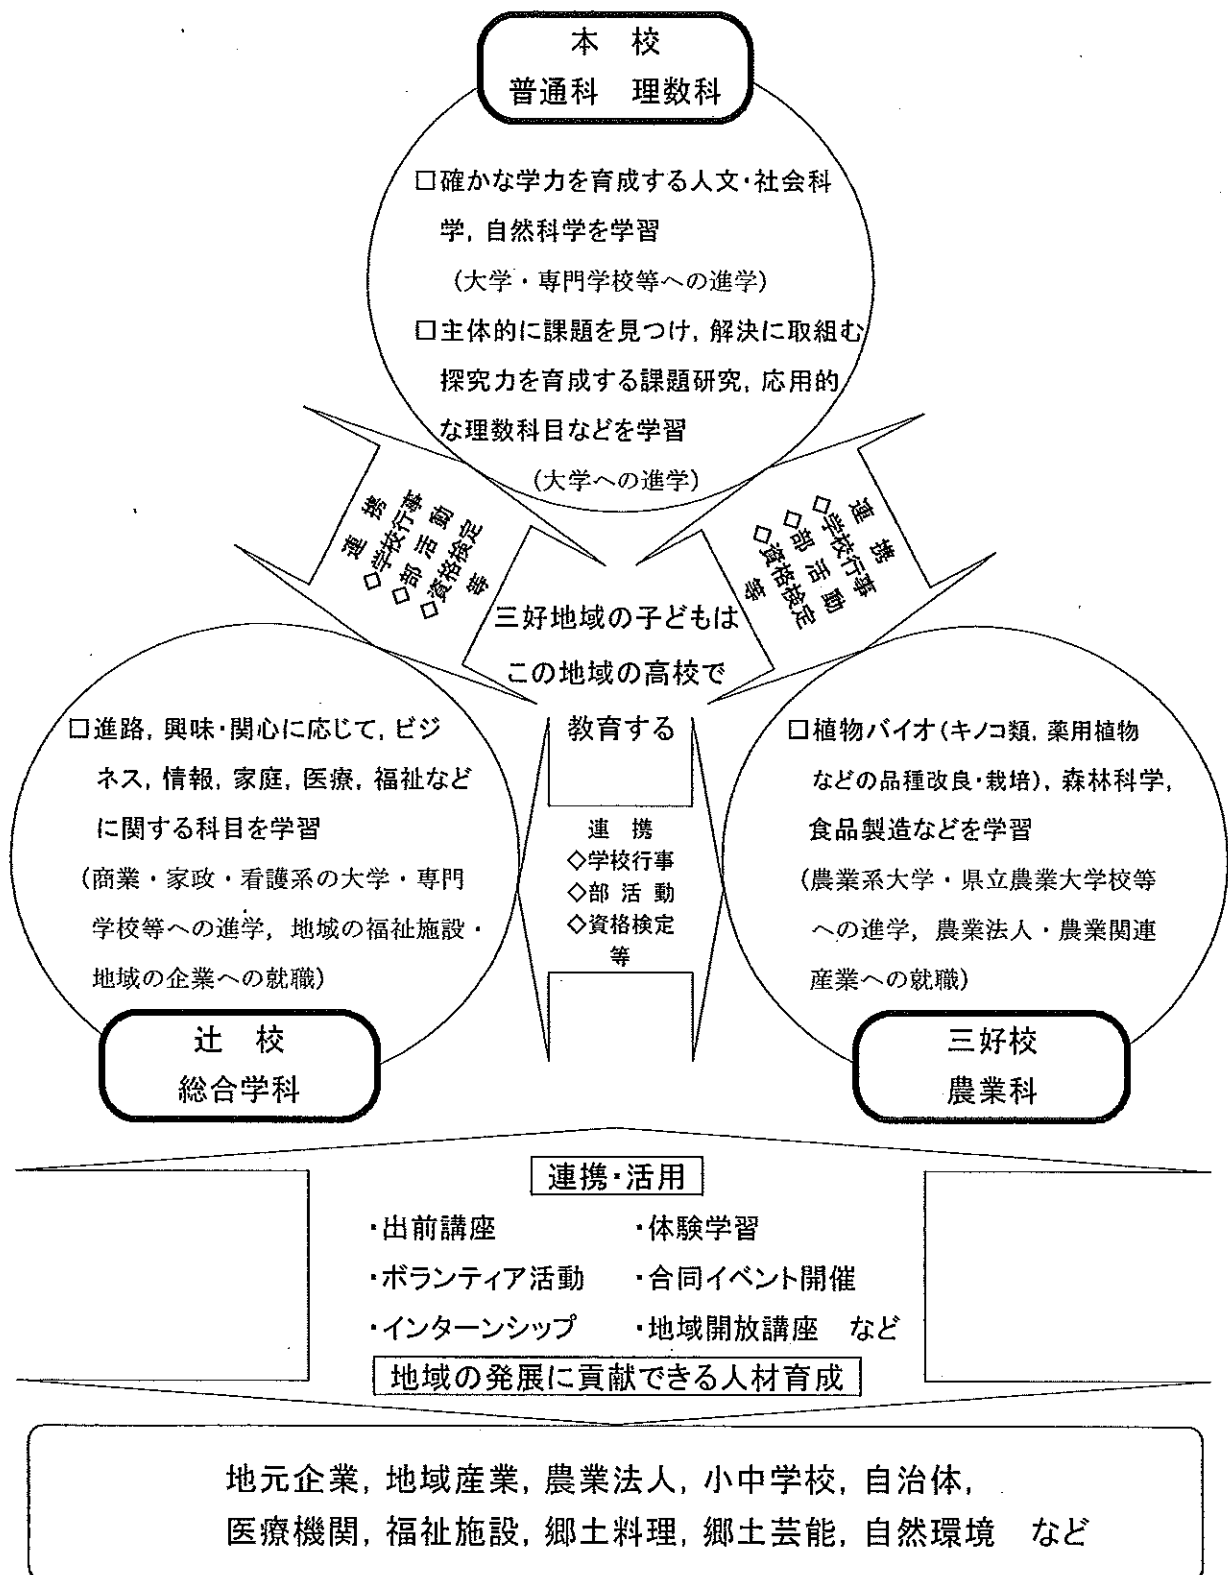 本　校
普通科　理数科
□確かな学力を育成する人文・社会科
学, 自然科学を学習
(大学・専門学校等への進学)
□主体的に課題を見つけ, 解決に取組む
探究力を育成する課題研究, 応用的
な理数科目などを学習
(大学への進学)
連　携
◇学校行事
◇部 活 動
◇資格検定
等
連　携
◇学校行事
◇部 活 動
◇資格検定
等
三好地域の子どもは
この地域の高校で
教育する
□進路, 興味・関心に応じて, ビジ
ネス, 情報, 家庭, 医療, 福祉など
に関する科目を学習
(商業・家政・看護系の大学・専門
学校等への進学, 地域の福祉施設・
地域の企業への就職)
辻　校
総合学科
連　携
◇学校行事
◇部 活 動
◇資格検定
等
□植物バイオ(キノコ類, 薬用植物
などの品種改良・栽培), 森林科学,
食品製造などを学習
(農業系大学・県立農業大学校等
への進学, 農業法人・農業関連
産業への就職)
三好校
農業科
連携・活用
・出前講座　・体験学習
・ボランティア活動　・合同イベント開催
・インターンシップ　・地域開放講座　など
地域の発展に貢献できる人材育成
地元企業, 地域産業, 農業法人, 小中学校, 自治体,
医療機関, 福祉施設, 郷土料理, 郷土芸能, 自然環境　など